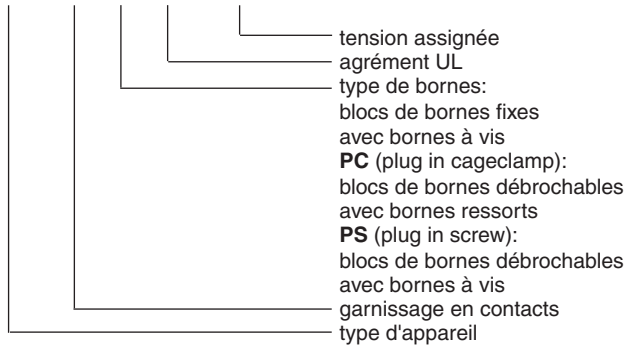 tension assignée
agrément UL
type de bornes:
blocs de bornes fixes
avec bornes à vis
PC (plug in cageclamp):
blocs de bornes débrochables
avec bornes ressorts
PS (plug in screw):
blocs de bornes débrochables
avec bornes à vis
garnissage en contacts
type d'appareil